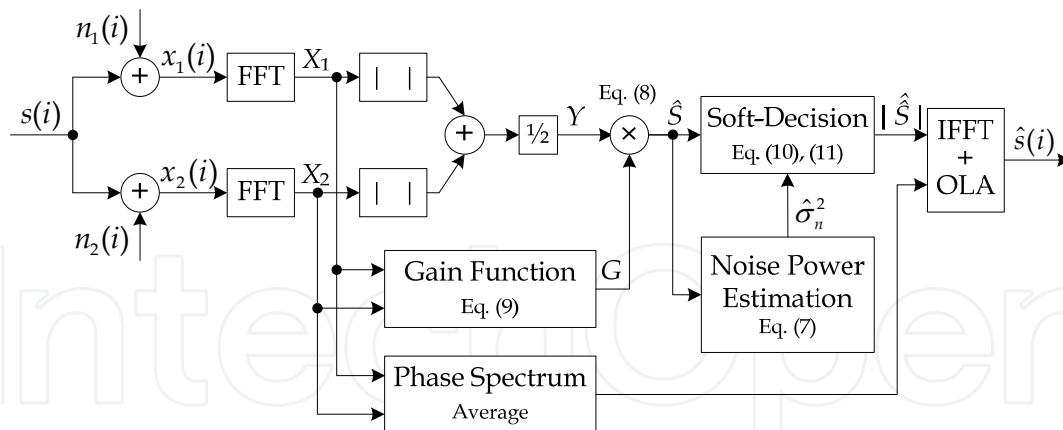 n₁(i)
x₁(i)
FFT
X₁
| |
s(i)
+
+
½
Y
Eq. (8)
×
Ŝ
Soft-Decision
Eq. (10), (11)
| Ŝ̂ |
IFFT
+
OLA
ŝ(i)
+
x₂(i)
FFT
X₂
| |
n₂(i)
σ̂ₙ²
Gain Function
Eq. (9)
G
Noise Power
Estimation
Eq. (7)
Phase Spectrum
Average
IntechOpen